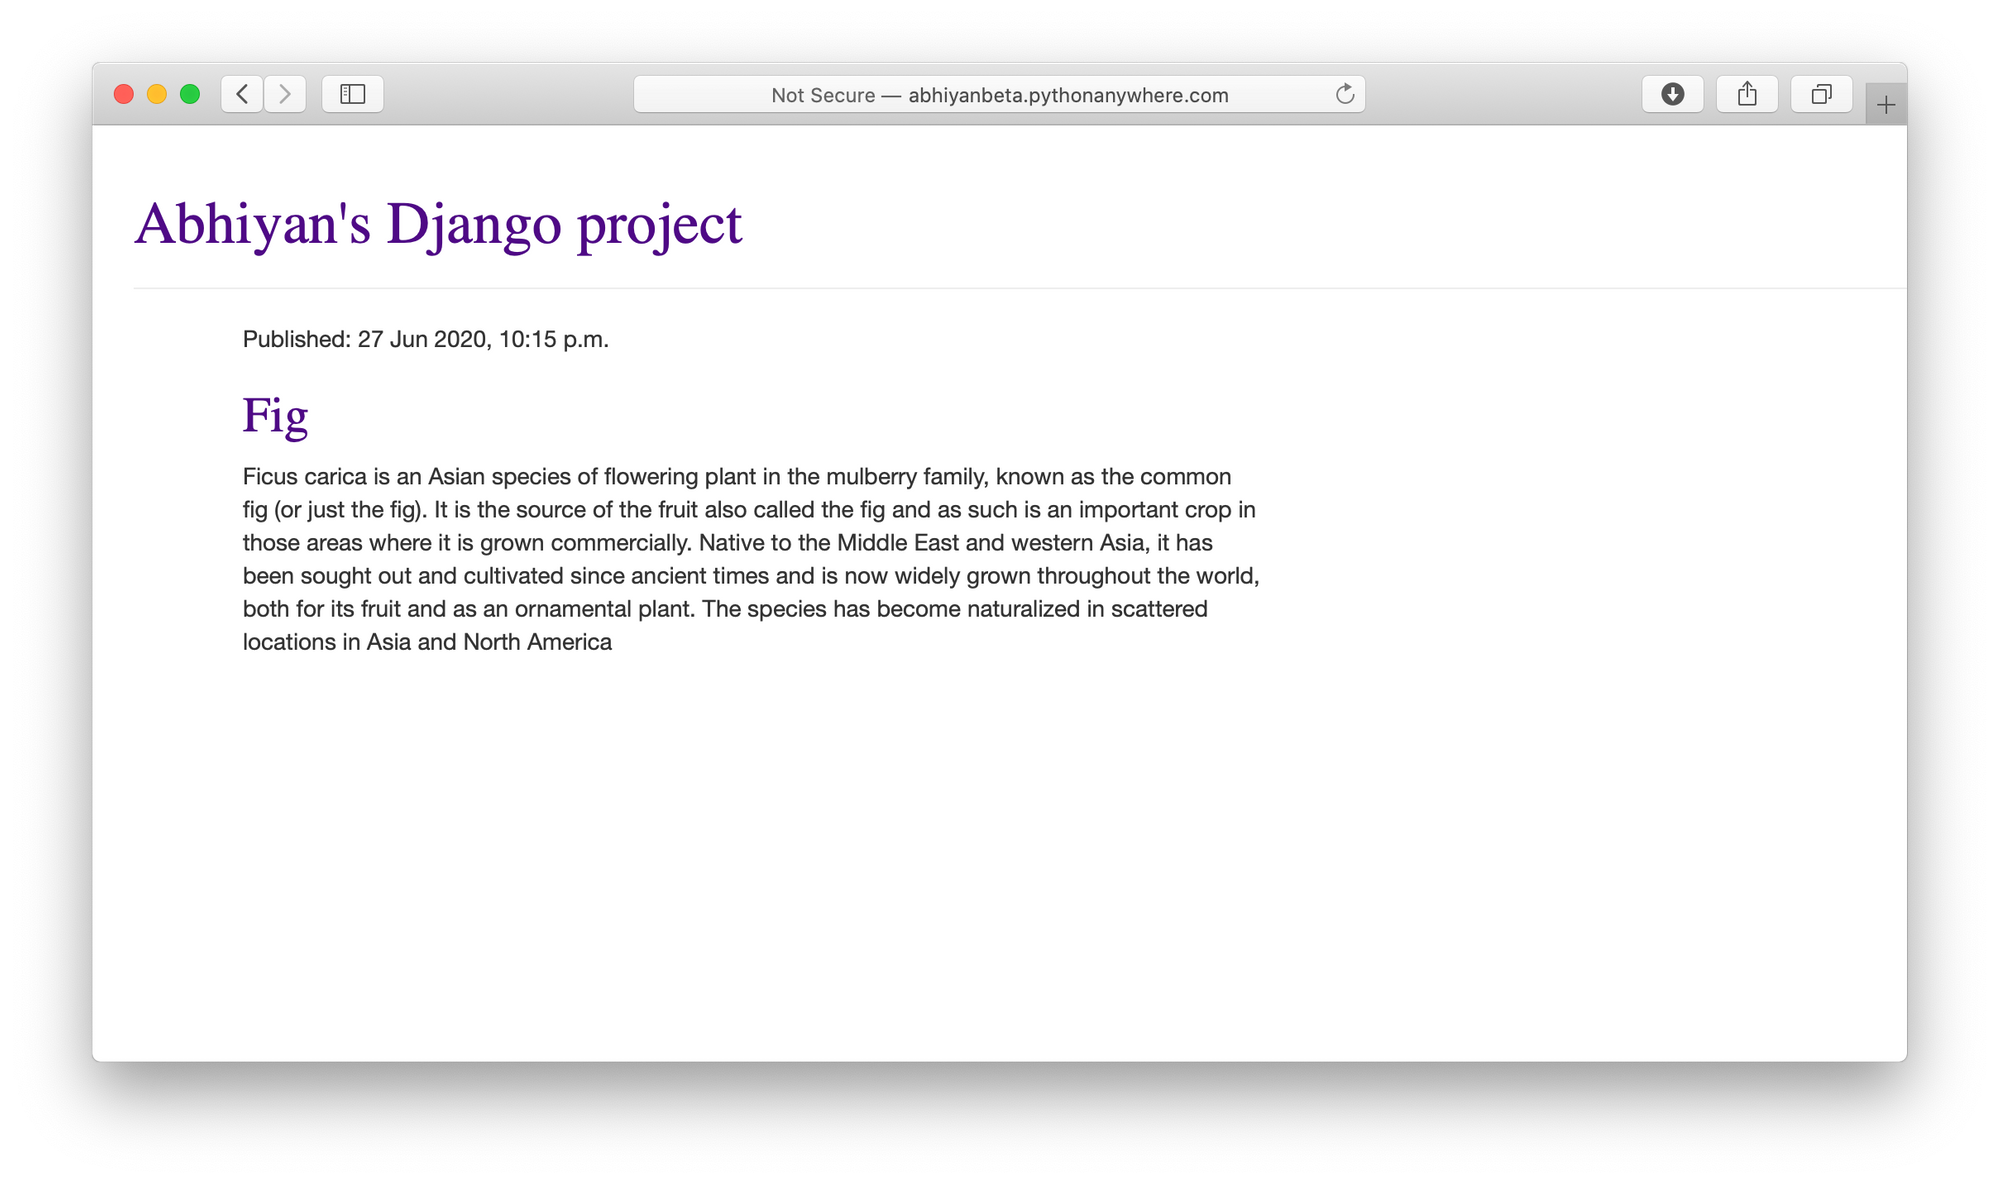 Not Secure — abhiyanbeta.pythonanywhere.com
Abhiyan's Django project
Published: 27 Jun 2020, 10:15 p.m.
Fig
Ficus carica is an Asian species of flowering plant in the mulberry family, known as the common
fig (or just the fig). It is the source of the fruit also called the fig and as such is an important crop in
those areas where it is grown commercially. Native to the Middle East and western Asia, it has
been sought out and cultivated since ancient times and is now widely grown throughout the world,
both for its fruit and as an ornamental plant. The species has become naturalized in scattered
locations in Asia and North America